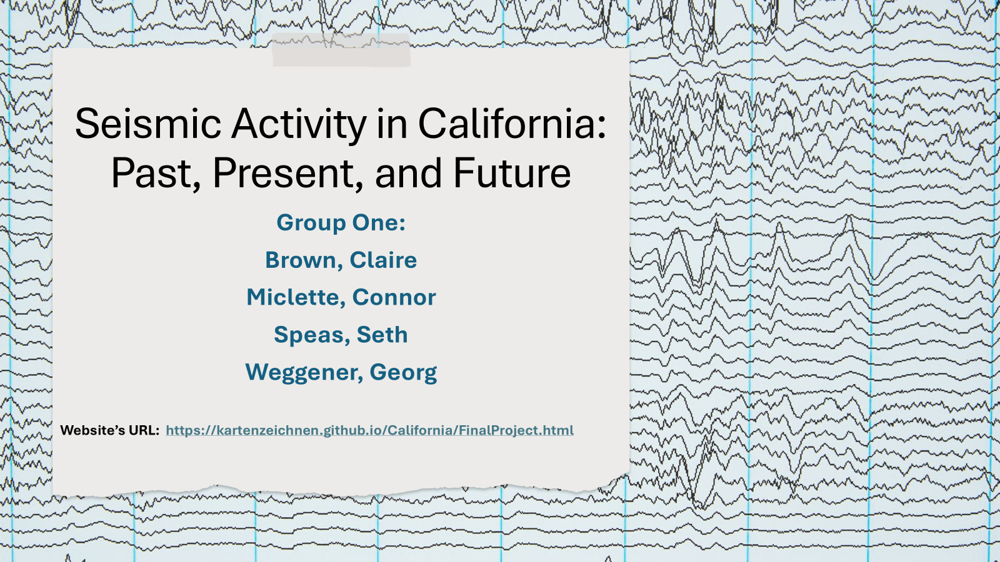 Seismic Activity in California:
Past, Present, and Future
Group One:
Brown, Claire
Miclette, Connor
Speas, Seth
Weggener, Georg
Website’s URL: https://kartenzeichnen.github.io/California/FinalProject.html